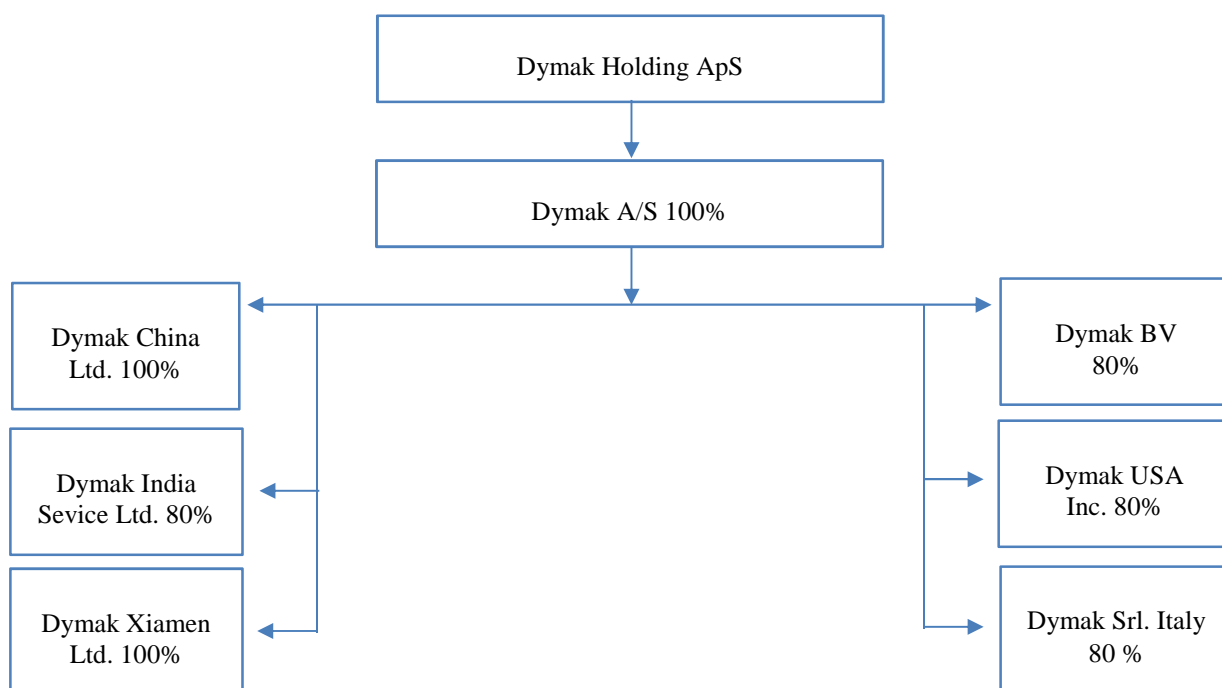 Dymak Holding ApS
Dymak A/S 100%
Dymak China
Ltd. 100%
Dymak BV
80%
Dymak India
Sevice Ltd. 80%
Dymak USA
Inc. 80%
Dymak Xiamen
Ltd. 100%
Dymak Srl. Italy
80 %